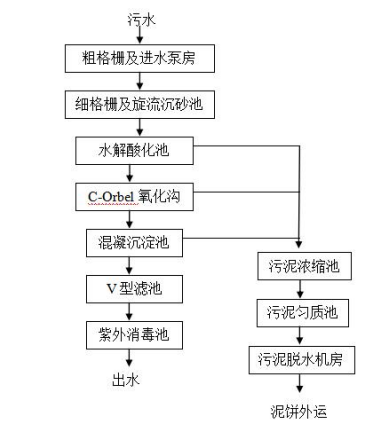 污水
粗格栅及进水泵房
细格栅及旋流沉砂池
水解酸化池
C-Orbel 氧化沟
混凝沉淀池
V 型滤池
紫外消毒池
出水
污泥浓缩池
污泥匀质池
污泥脱水机房
泥饼外运